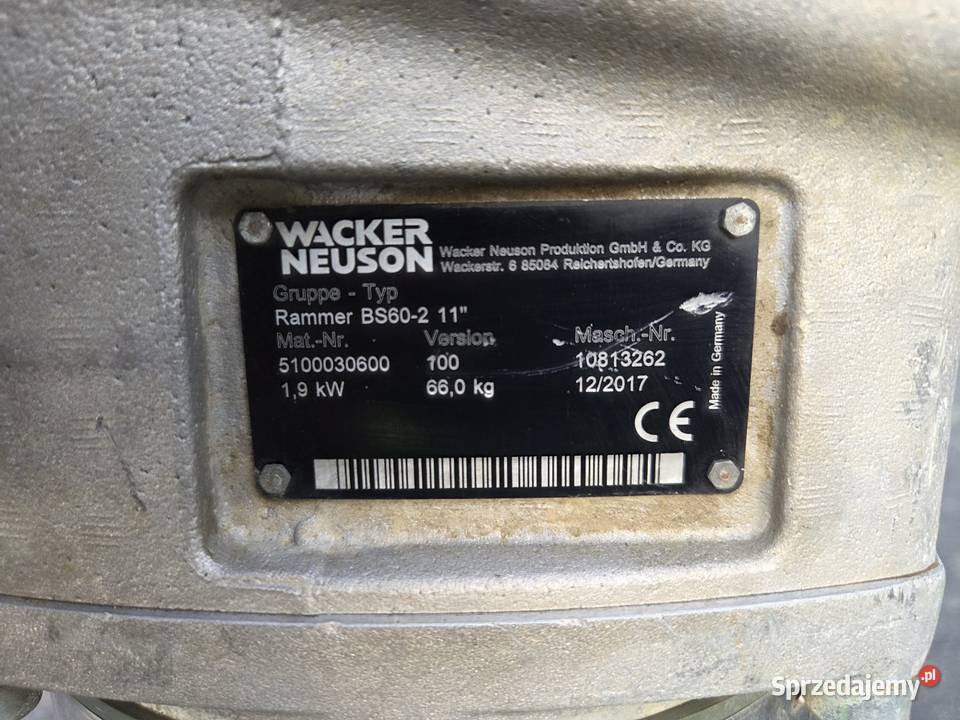 WACKER
NEUSON
Wacker Neuson Produktion GmbH & Co. KG
Wackerstr. 6 85084 Reichertshofen/Germany
Gruppe - Typ
Rammer BS60-2 11"
Mat.-Nr. Version Masch.-Nr.
5100030600 100 10813262
1,9 kW 66,0 kg 12/2017
Made in Germany
CE
Sprzedajemy.pl